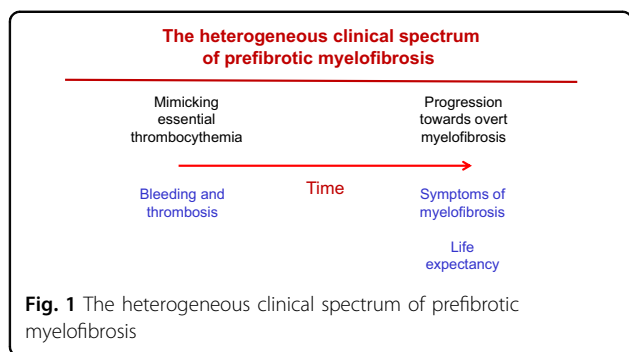 The heterogeneous clinical spectrum
of prefibrotic myelofibrosis
Mimicking
essential
thrombocythemia
Progression
towards overt
myelofibrosis
Time
Bleeding and
thrombosis
Symptoms of
myelofibrosis
Life
expectancy
Fig. 1 The heterogeneous clinical spectrum of prefibrotic
myelofibrosis